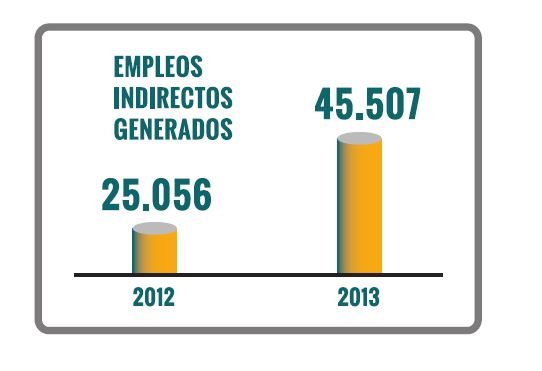 EMPLEOS
INDIRECTOS
GENERADOS
25.056
45.507
2012
2013